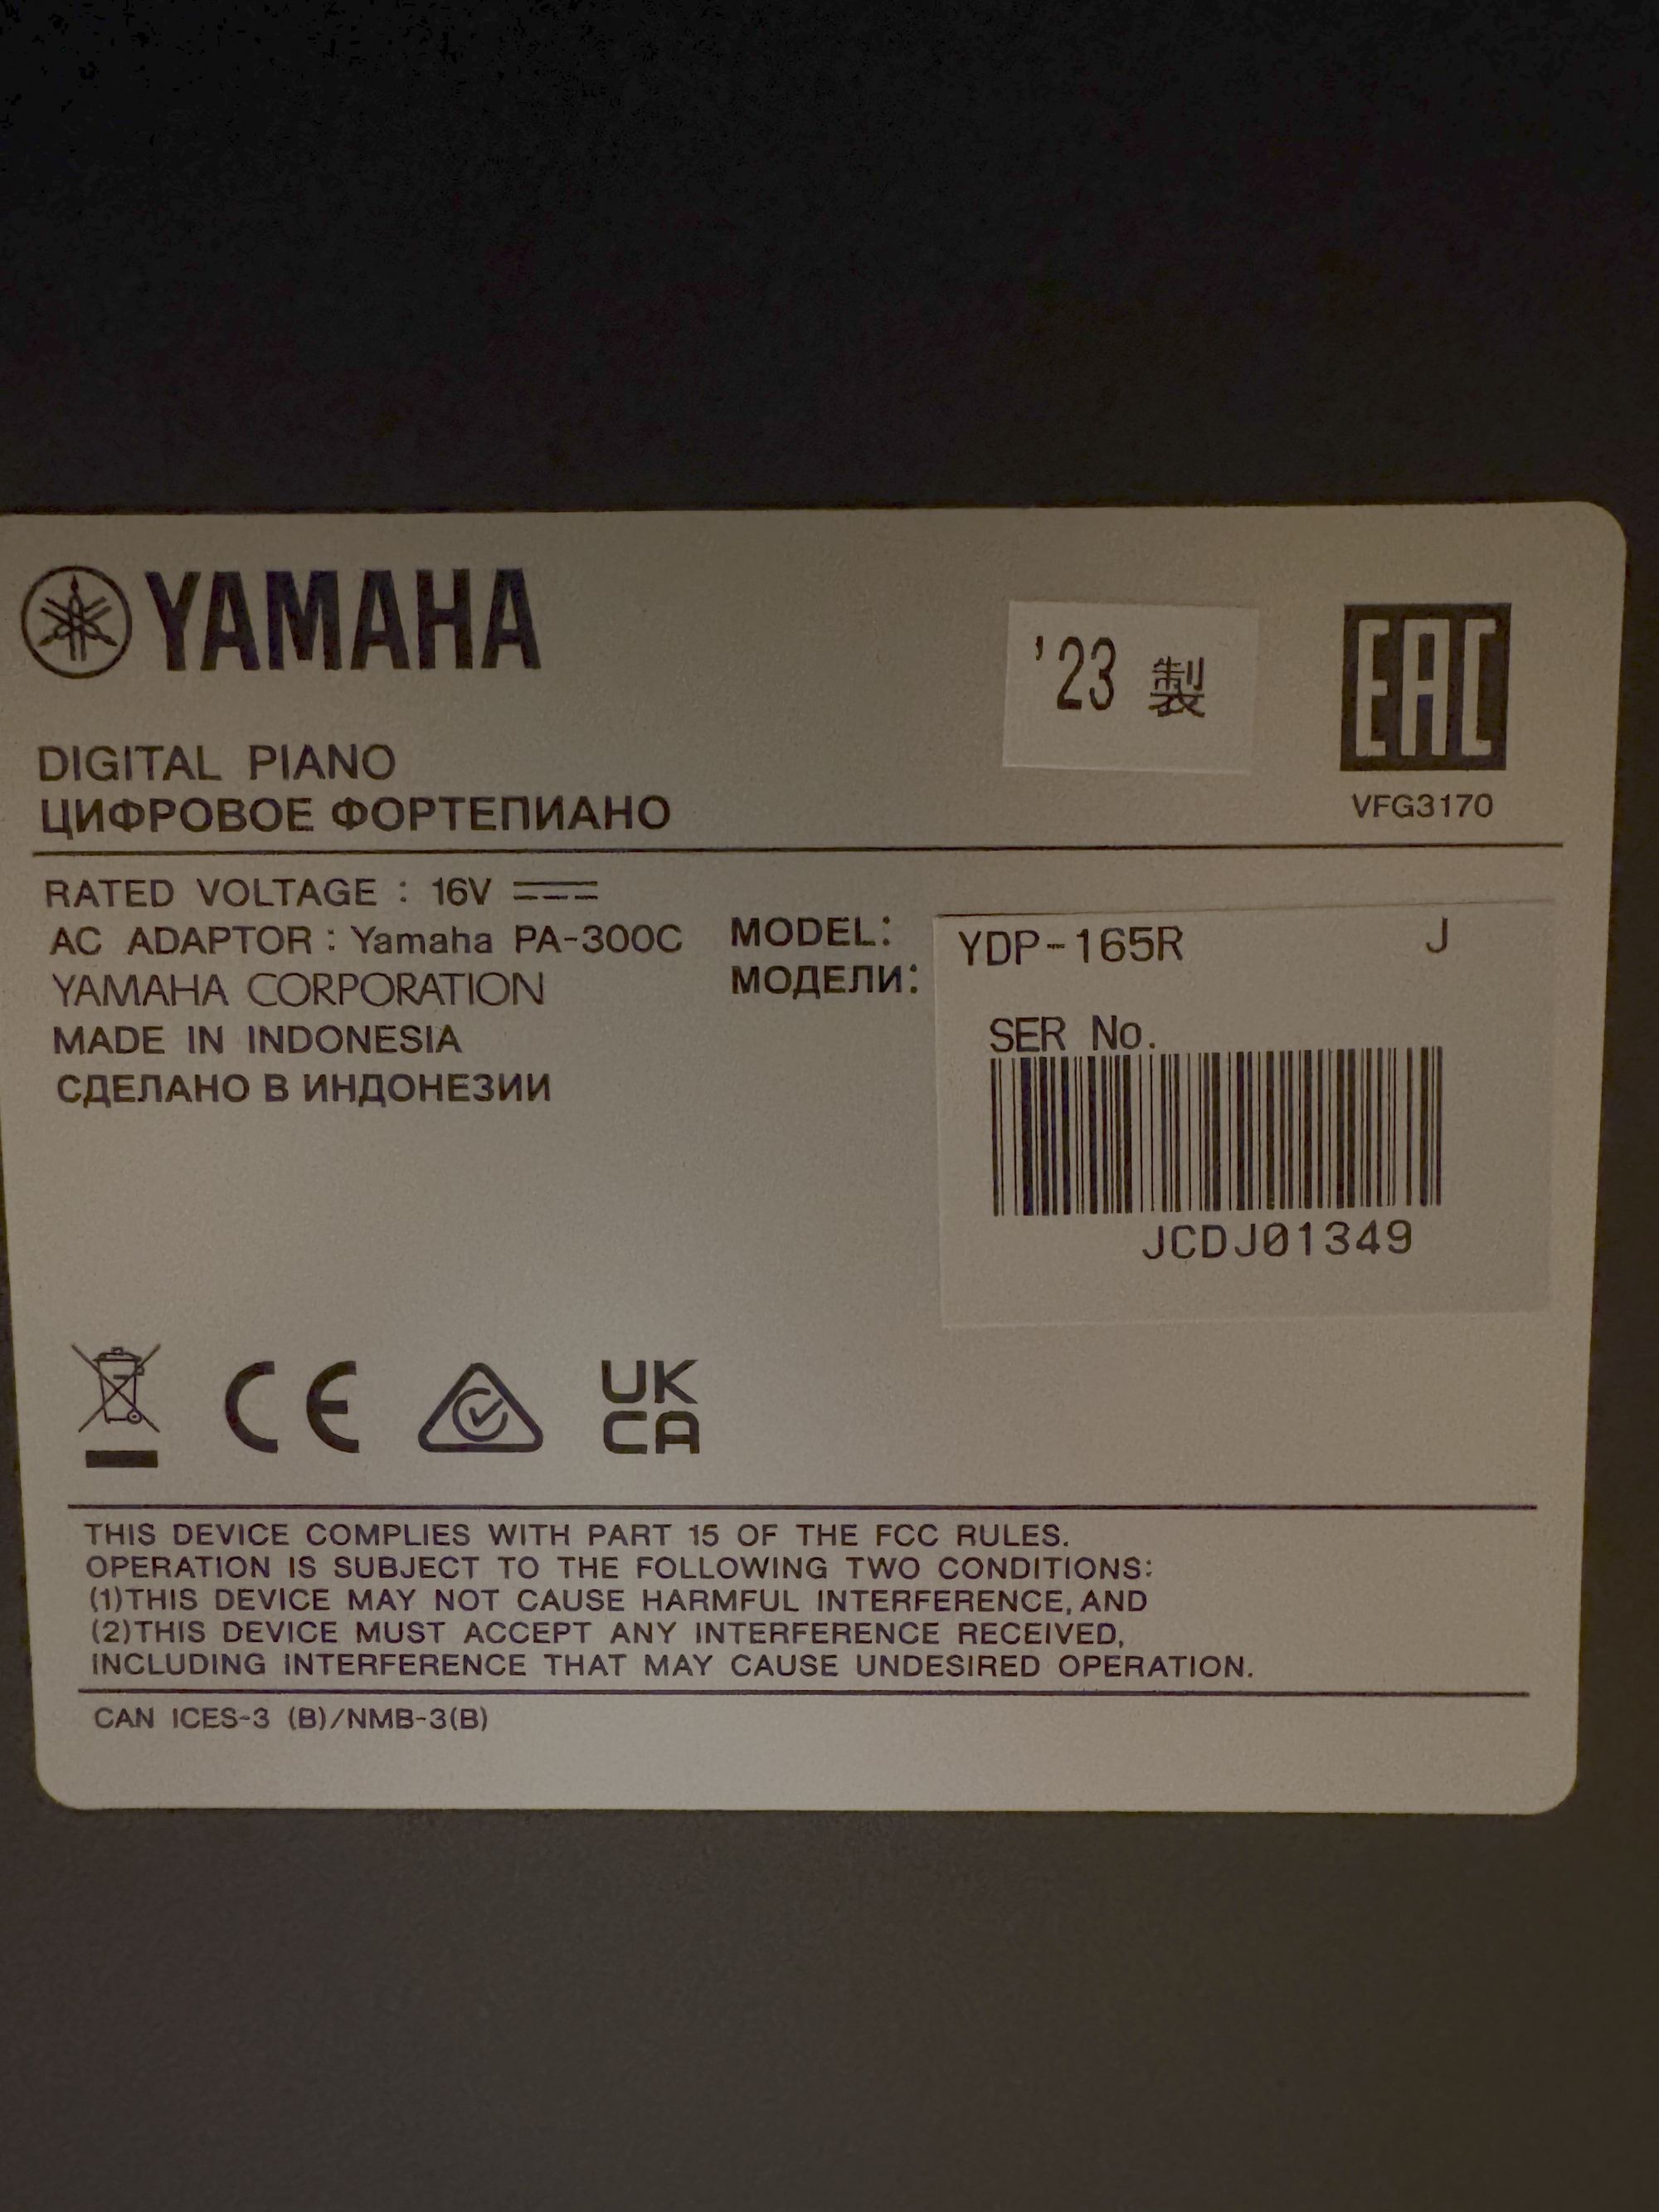 YAMAHA
'23 製
EAC
DIGITAL PIANO
ЦИФРОВОЕ ФОРТЕПИАНО
VFG3170
RATED VOLTAGE : 16V
AC ADAPTOR : Yamaha PA-300C
YAMAHA CORPORATION
MADE IN INDONESIA
СДЕЛАНО В ИНДОНЕЗИИ
MODEL:
МОДЕЛИ:
YDP-165R J
SER No.
JCDJ01349
CE
UK
CA
THIS DEVICE COMPLIES WITH PART 15 OF THE FCC RULES.
OPERATION IS SUBJECT TO THE FOLLOWING TWO CONDITIONS:
(1)THIS DEVICE MAY NOT CAUSE HARMFUL INTERFERENCE, AND
(2)THIS DEVICE MUST ACCEPT ANY INTERFERENCE RECEIVED,
INCLUDING INTERFERENCE THAT MAY CAUSE UNDESIRED OPERATION.
CAN ICES-3 (B)/NMB-3(B)